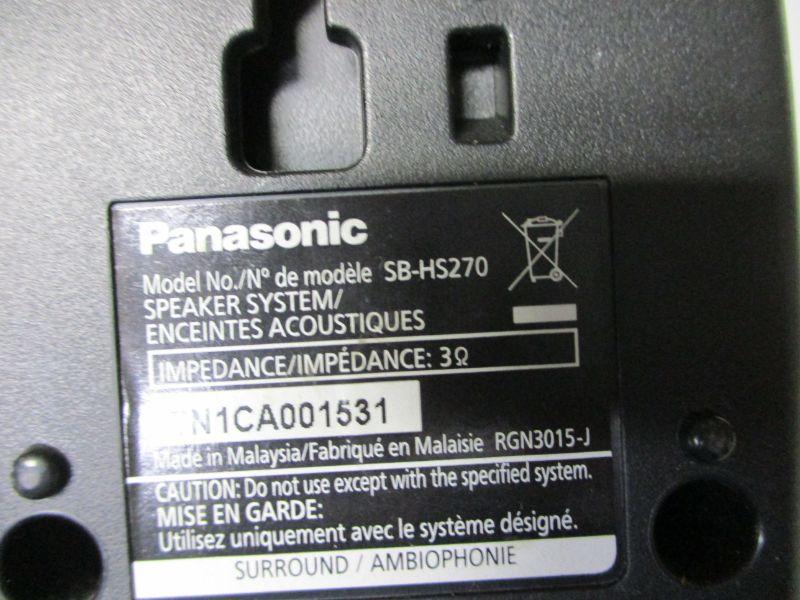 Panasonic
Model No./N° de modèle SB-HS270
SPEAKER SYSTEM/
ENCEINTES ACOUSTIQUES
IMPEDANCE/IMPÉDANCE: 3Ω
N1CA001531
Made in Malaysia/Fabriqué en Malaisie RGN3015-J
CAUTION: Do not use except with the specified system.
MISE EN GARDE:
Utilisez uniquement avec le système désigné.
SURROUND / AMBIOPHONIE